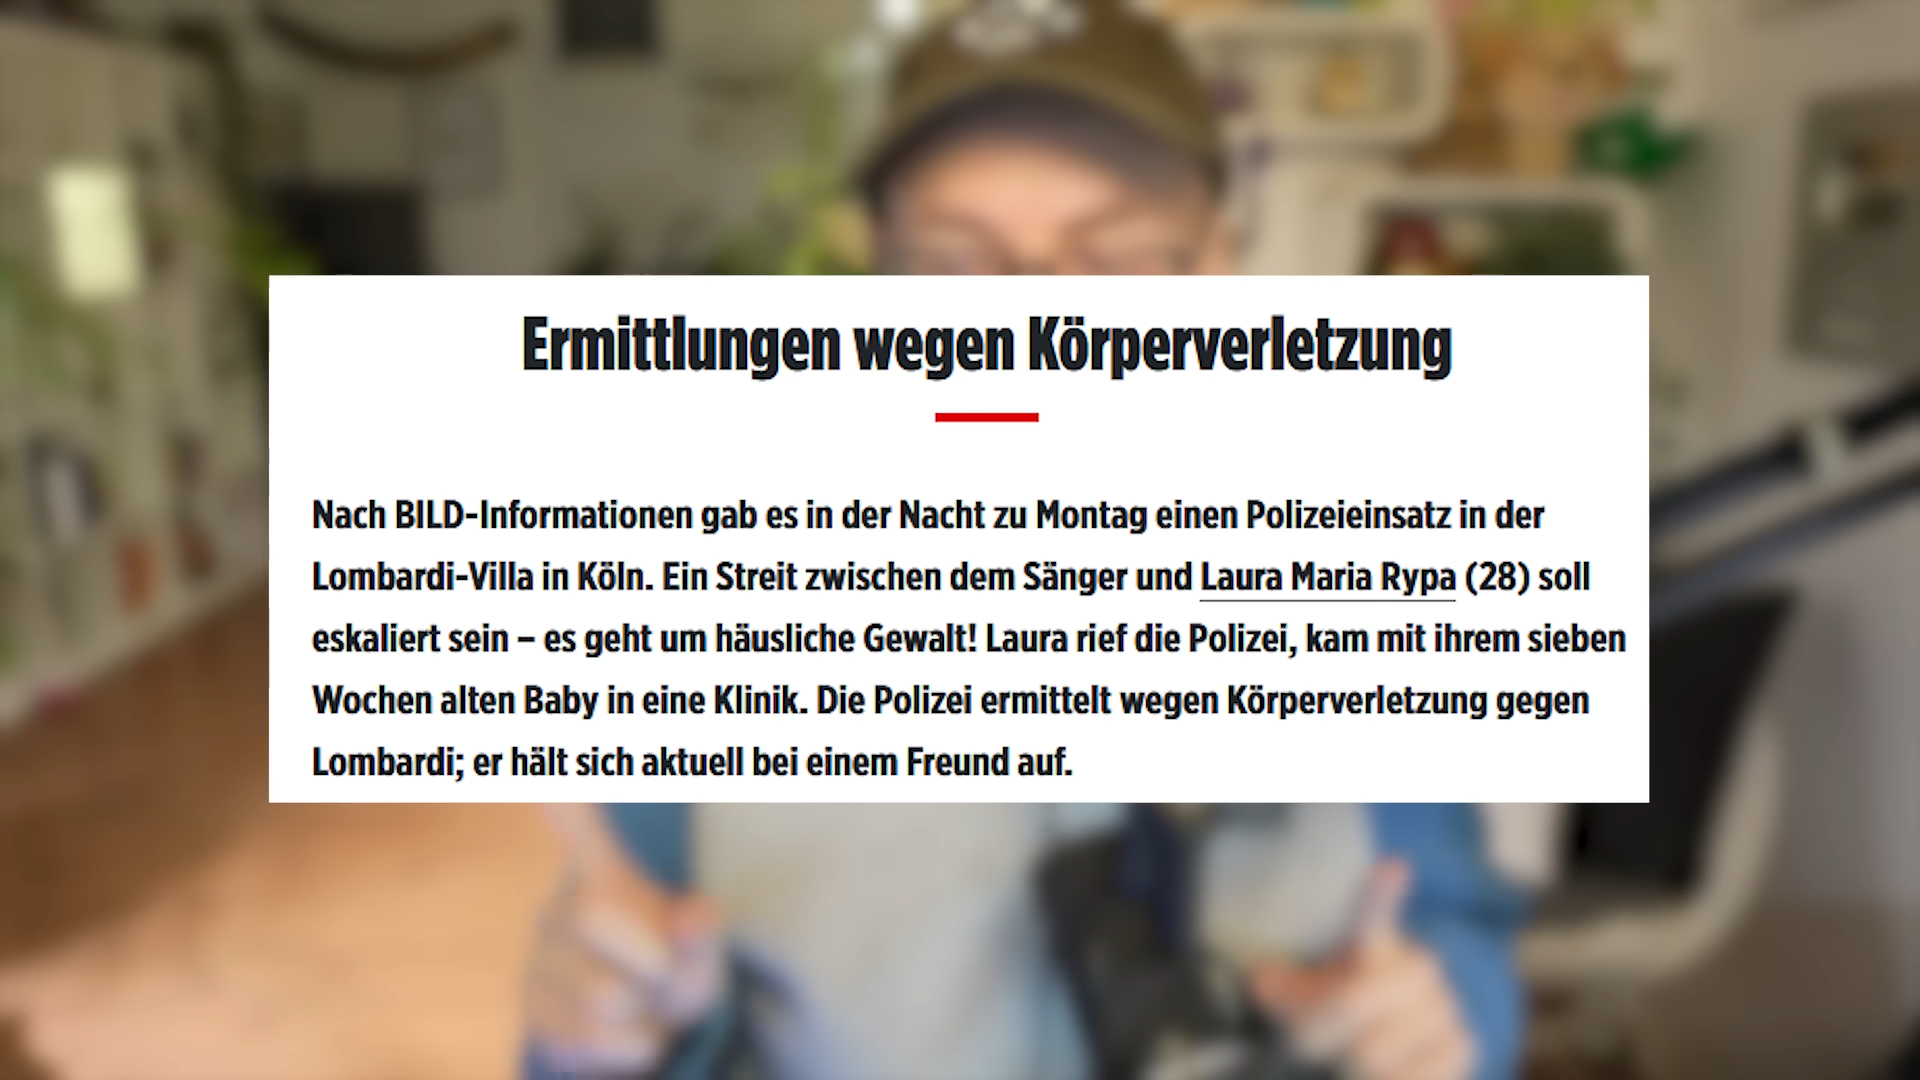 Ermittlungen wegen Körperverletzung
Nach BILD-Informationen gab es in der Nacht zu Montag einen Polizeieinsatz in der
Lombardi-Villa in Köln. Ein Streit zwischen dem Sänger und Laura Maria Rypa (28) soll
eskaliert sein – es geht um häusliche Gewalt! Laura rief die Polizei, kam mit ihrem sieben
Wochen alten Baby in eine Klinik. Die Polizei ermittelt wegen Körperverletzung gegen
Lombardi; er hält sich aktuell bei einem Freund auf.